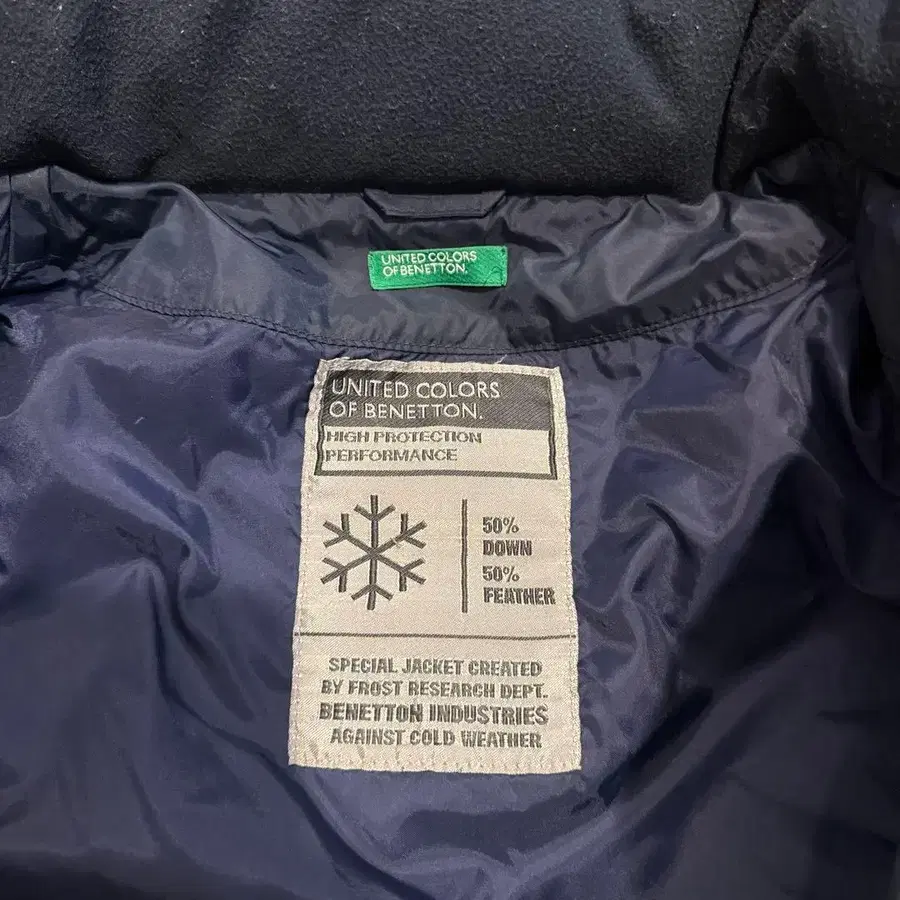 UNITED COLORS
OF BENETTON.
UNITED COLORS
OF BENETTON.
HIGH PROTECTION
PERFORMANCE
50%
DOWN
50%
FEATHER
SPECIAL JACKET CREATED
BY FROST RESEARCH DEPT.
BENETTON INDUSTRIES
AGAINST COLD WEATHER